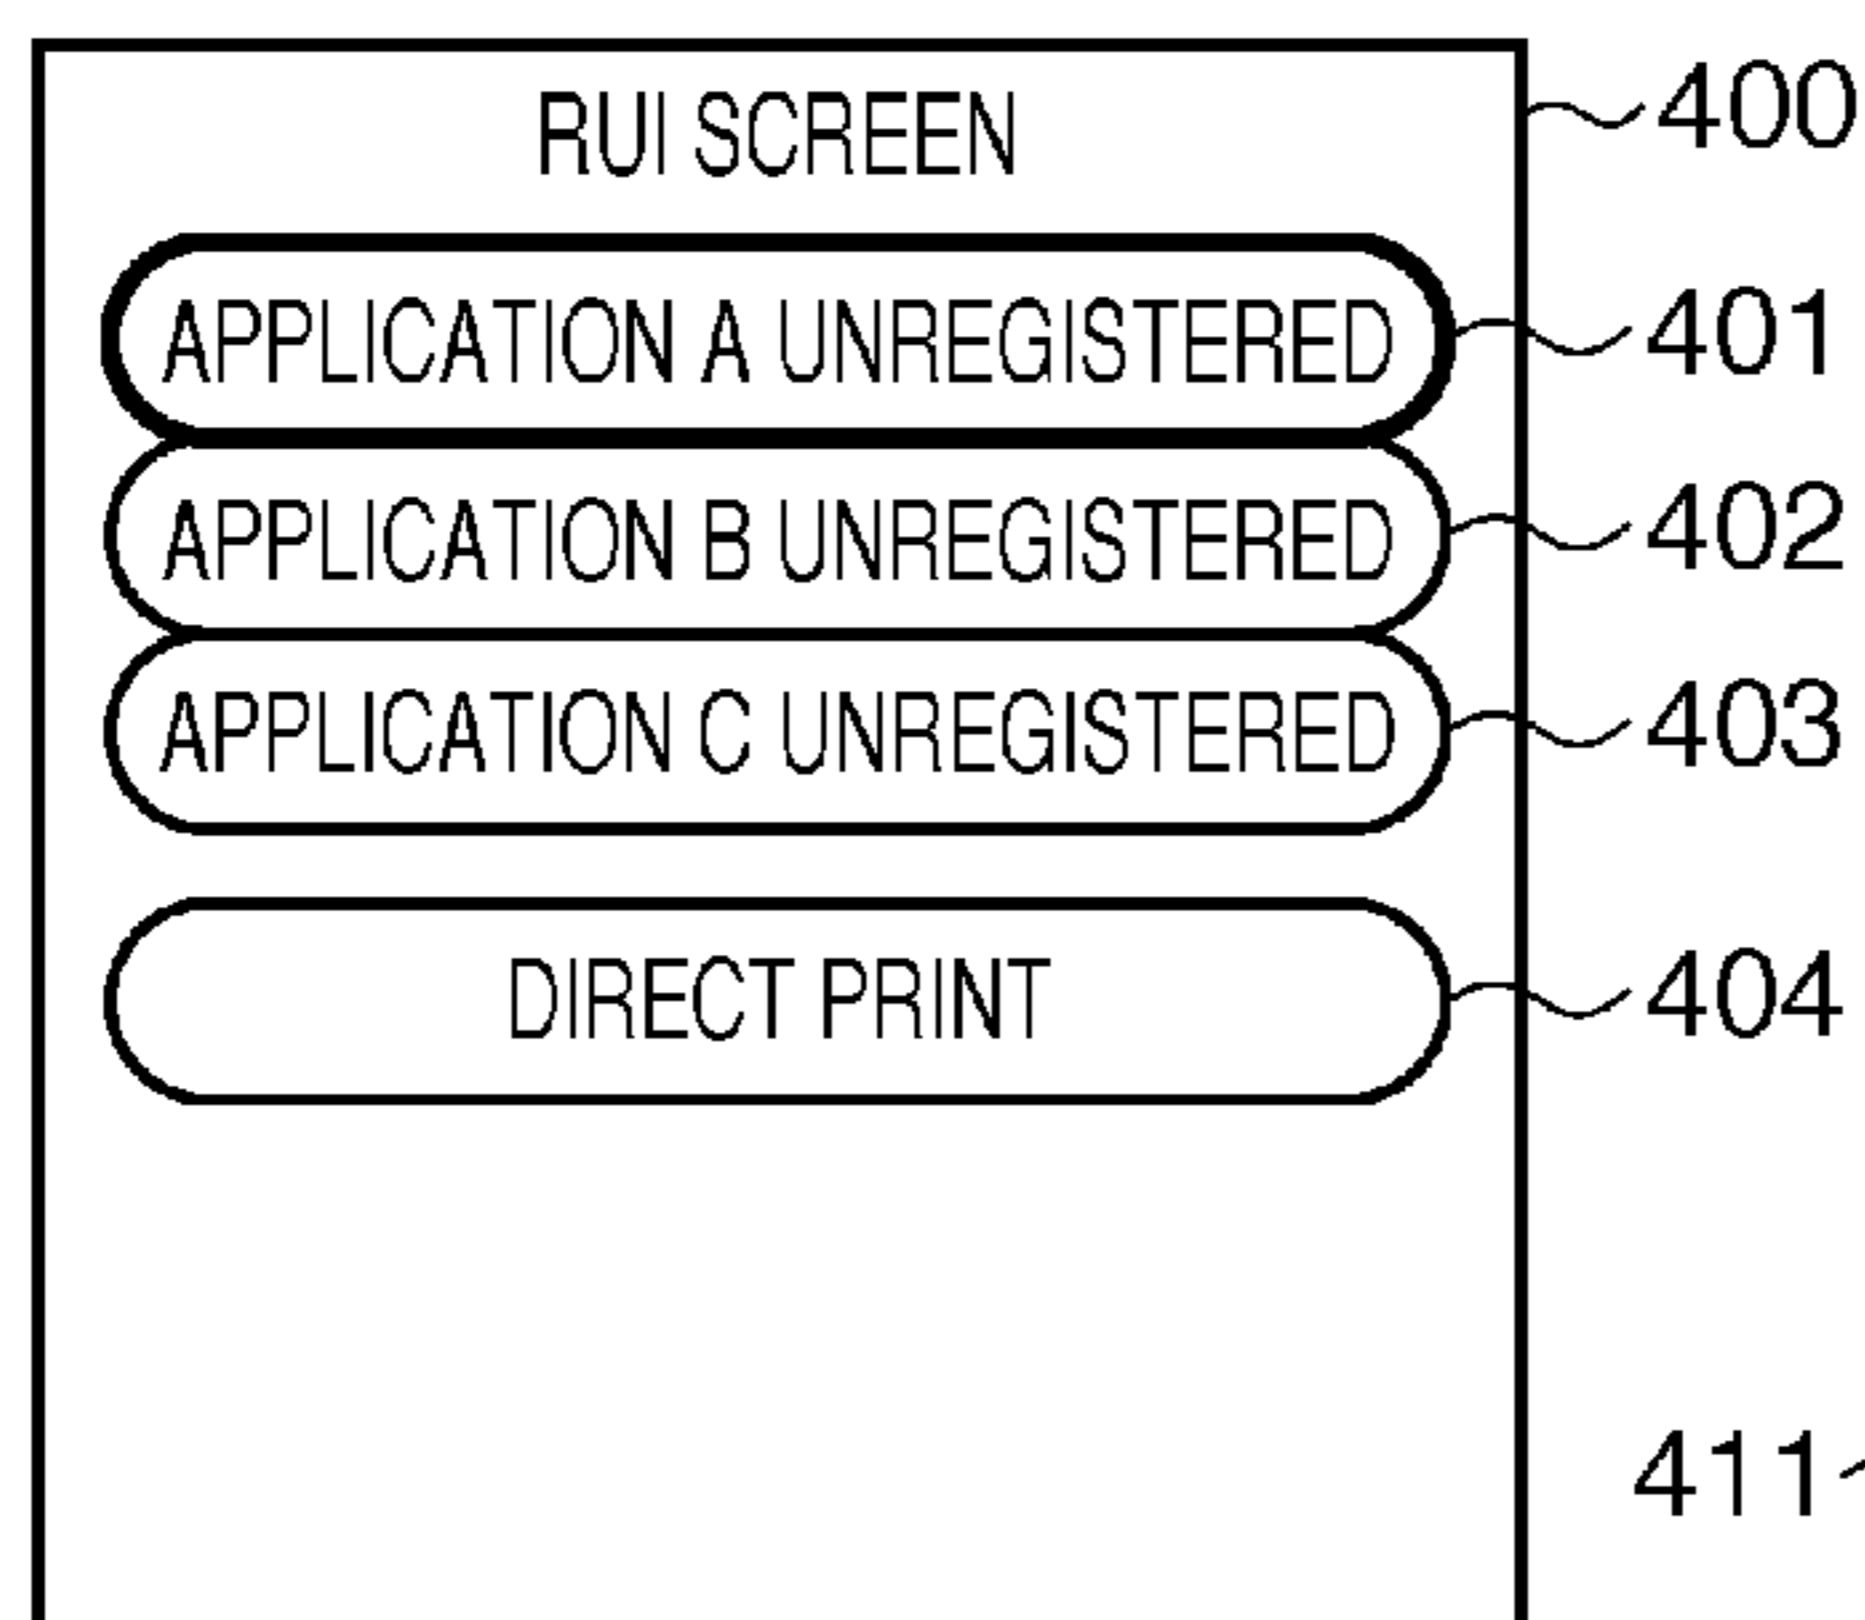 RUI SCREEN 400
APPLICATION A UNREGISTERED 401
APPLICATION B UNREGISTERED 402
APPLICATION C UNREGISTERED 403
DIRECT PRINT 404
411